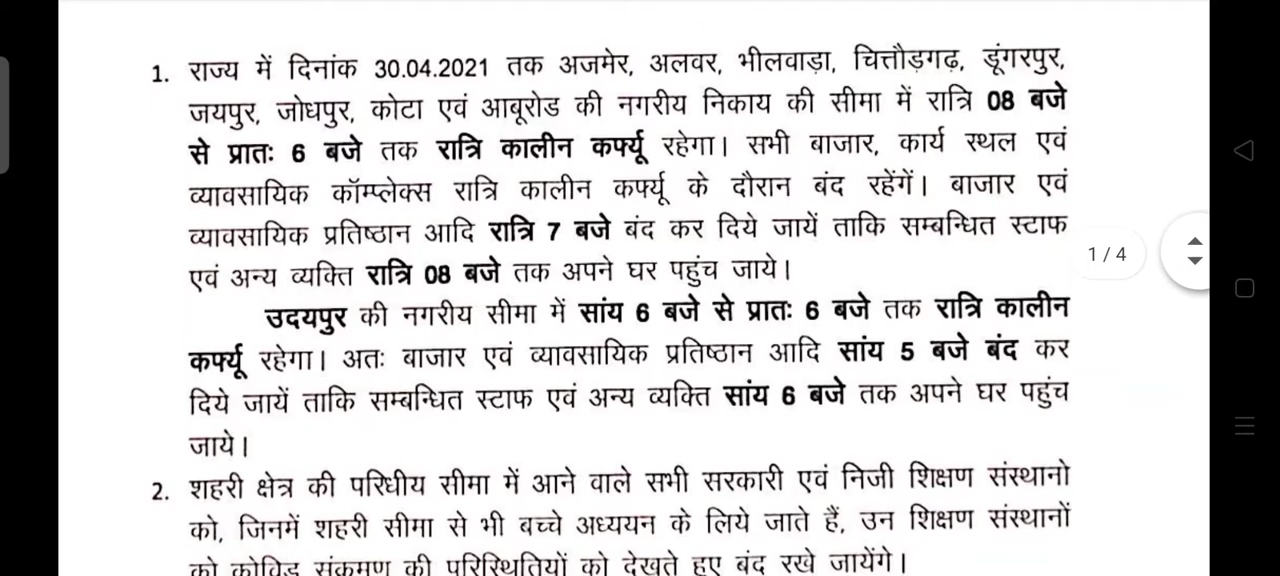 1. राज्य में दिनांक 30.04.2021 तक अजमेर, अलवर, भीलवाड़ा, चित्तौड़गढ़, डूंगरपुर,
जयपुर, जोधपुर, कोटा एवं आबूरोड की नगरीय निकाय की सीमा में रात्रि 08 बजे
से प्रातः 6 बजे तक रात्रि कालीन कर्फ्यू रहेगा। सभी बाजार, कार्य स्थल एवं
व्यावसायिक कॉम्प्लेक्स रात्रि कालीन कर्फ्यू के दौरान बंद रहेंगें। बाजार एवं
व्यावसायिक प्रतिष्ठान आदि रात्रि 7 बजे बंद कर दिये जायें ताकि सम्बन्धित स्टाफ
एवं अन्य व्यक्ति रात्रि 08 बजे तक अपने घर पहुंच जाये।
उदयपुर की नगरीय सीमा में सांय 6 बजे से प्रातः 6 बजे तक रात्रि कालीन
कर्फ्यू रहेगा। अतः बाजार एवं व्यावसायिक प्रतिष्ठान आदि सांय 5 बजे बंद कर
दिये जायें ताकि सम्बन्धित स्टाफ एवं अन्य व्यक्ति सांय 6 बजे तक अपने घर पहुंच
जाये।
2. शहरी क्षेत्र की परिधीय सीमा में आने वाले सभी सरकारी एवं निजी शिक्षण संस्थानो
को, जिनमें शहरी सीमा से भी बच्चे अध्ययन के लिये जाते हैं, उन शिक्षण संस्थानों
को कोविड संक्रमण की परिस्थितियों को देखते हुए बंद रखे जायेंगे।
1 / 4